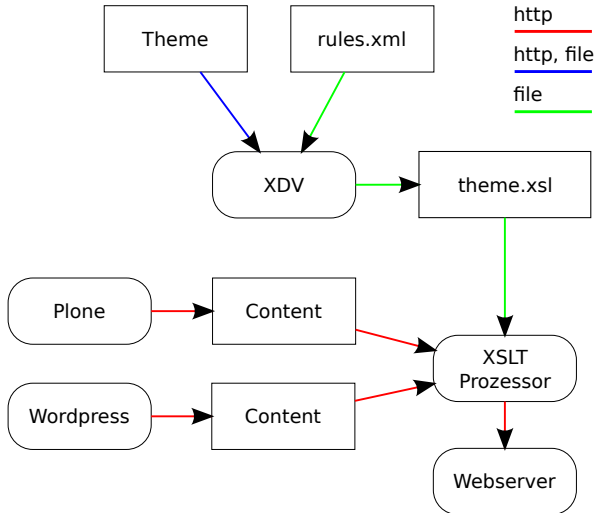 Theme
rules.xml
http
http, file
file
XDV
theme.xsl
Plone
Content
XSLT
Prozessor
Wordpress
Content
Webserver